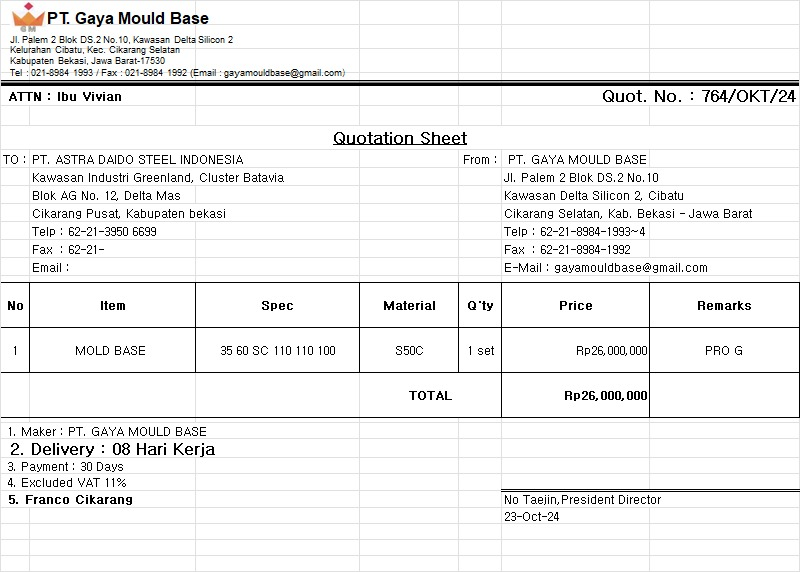 GM
PT. Gaya Mould Base
Jl. Palem 2 Blok DS.2 No.10, Kawasan Delta Silicon 2
Kelurahan Cibatu, Kec. Cikarang Selatan
Kabupaten Bekasi, Jawa Barat-17530
Telp : 021-8984 1993 / Fax : 021-8984 1992 (Email : gayamouldbase@gmail.com)
ATTN : Ibu Vivian Quot. No. : 764/OKT/24
Quotation Sheet
TO : PT. ASTRA DAIDO STEEL INDONESIA From : PT. GAYA MOULD BASE
Kawasan Industri Greenland, Cluster Batavia Jl. Palem 2 Blok DS.2 No.10
Blok AG No. 12, Delta Mas Kawasan Delta Silicon 2, Cibatu
Cikarang Pusat, Kabupaten bekasi Cikarang Selatan, Kab. Bekasi - Jawa Barat
Telp : 62-21-3950 6699 Telp : 62-21-8984-1993~4
Fax : 62-21- Fax : 62-21-8984-1992
Email : E-Mail : gayamouldbase@gmail.com
No Item Spec Material Q'ty Price Remarks
1 MOLD BASE 35 60 SC 110 110 100 S50C 1 set Rp26,000,000 PRO G
TOTAL Rp26,000,000
1. Maker : PT. GAYA MOULD BASE
2. Delivery : 08 Hari Kerja
3. Payment : 30 Days
4. Excluded VAT 11%
5. Franco Cikarang No Taejin,President Director
23-Oct-24